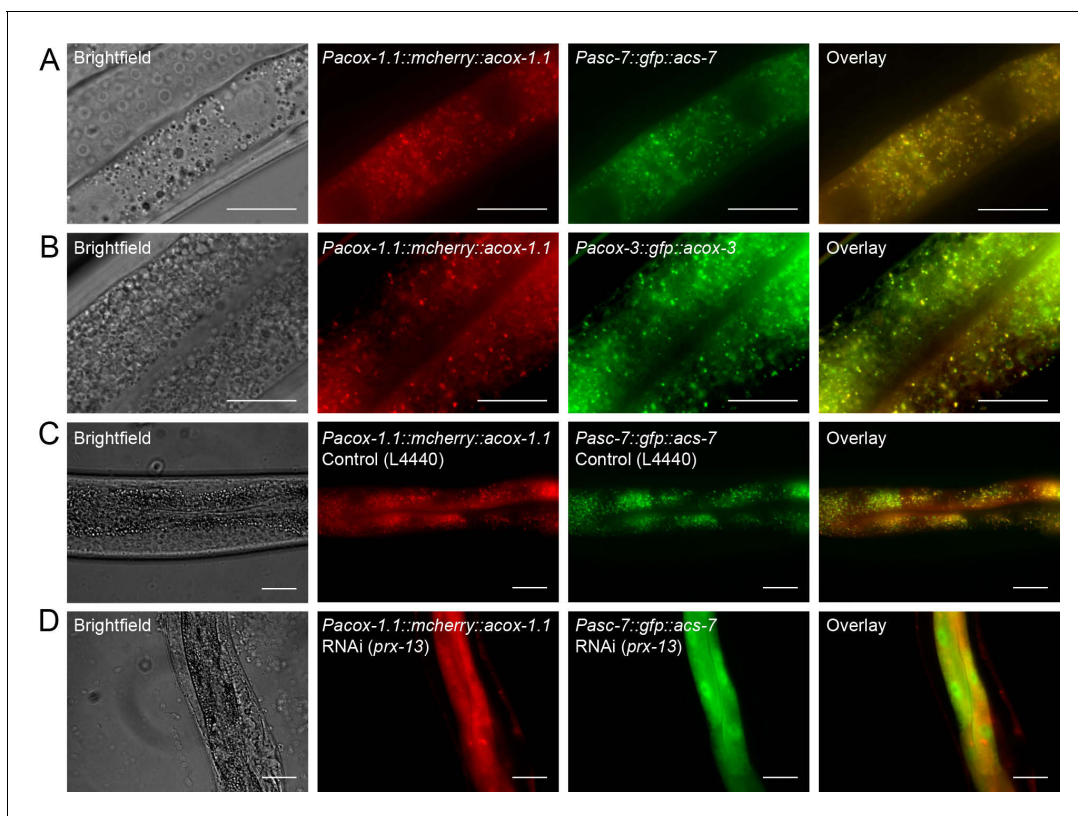 A
Brightfield
Pacox-1.1::mcherry::acox-1.1
Pasc-7::gfp::acs-7
Overlay
B
Brightfield
Pacox-1.1::mcherry::acox-1.1
Pacox-3::gfp::acox-3
Overlay
C
Brightfield
Pacox-1.1::mcherry::acox-1.1
Control (L4440)
Pasc-7::gfp::acs-7
Control (L4440)
Overlay
D
Brightfield
Pacox-1.1::mcherry::acox-1.1
RNAi (prx-13)
Pasc-7::gfp::acs-7
RNAi (prx-13)
Overlay